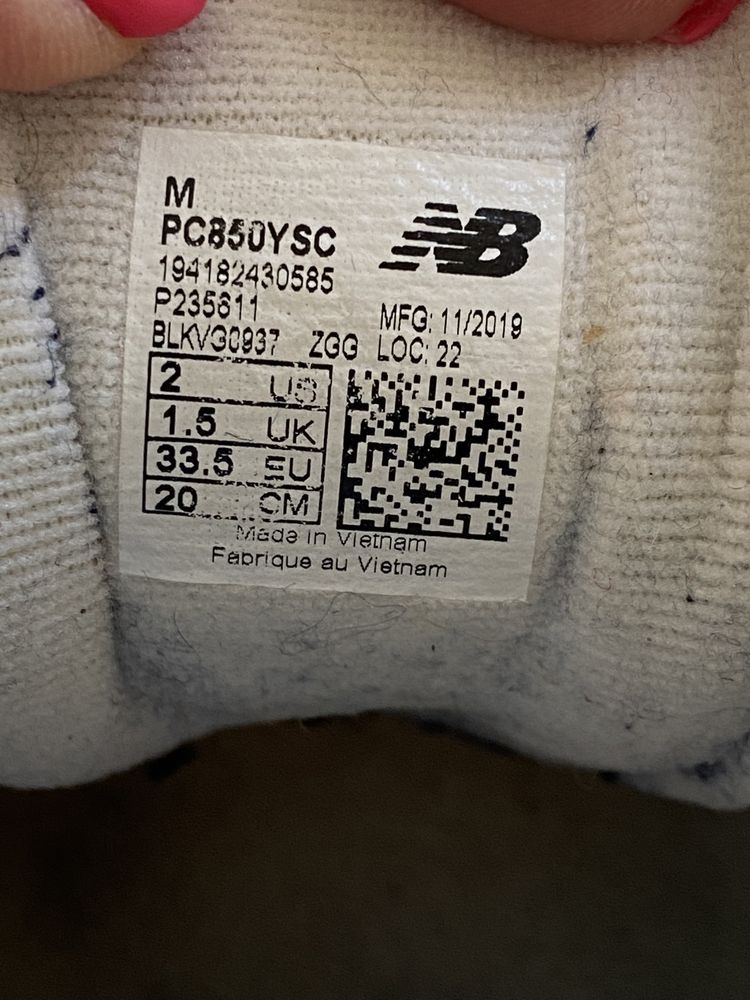 M
PC850YSC
NB
194182430585
P235611
MFG: 11/2019
BLKVG0937 ZGG LOC: 22
2 US
1.5 UK
33.5 EU
20 CM
Made in Vietnam
Fabrique au Vietnam